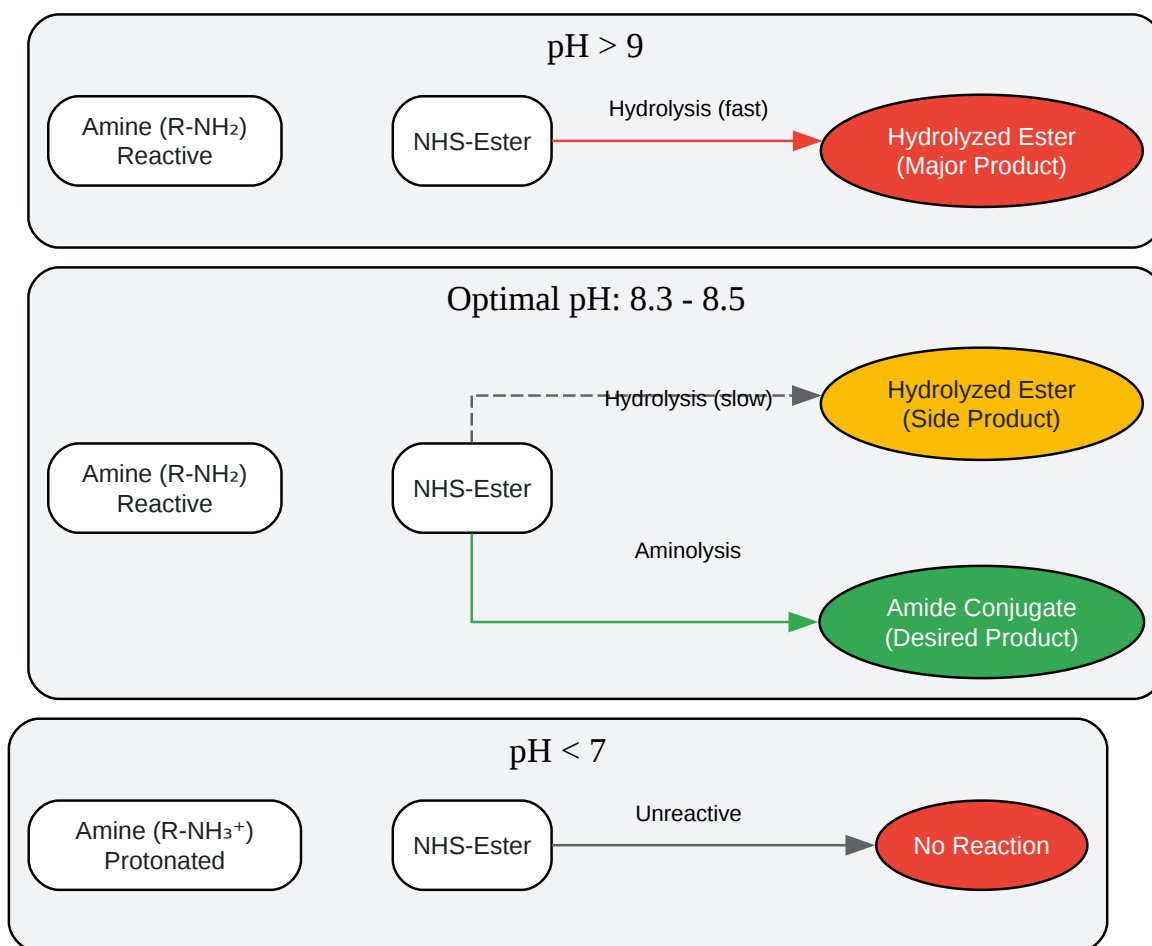 pH > 9
Amine (R-NH₂)
Reactive
NHS-Ester
Hydrolysis (fast)
Hydrolyzed Ester
(Major Product)
Optimal pH: 8.3 - 8.5
Hydrolysis (slow)
Hydrolyzed Ester
(Side Product)
Amine (R-NH₂)
Reactive
NHS-Ester
Aminolysis
Amide Conjugate
(Desired Product)
pH < 7
Amine (R-NH₃⁺)
Protonated
NHS-Ester
Unreactive
No Reaction